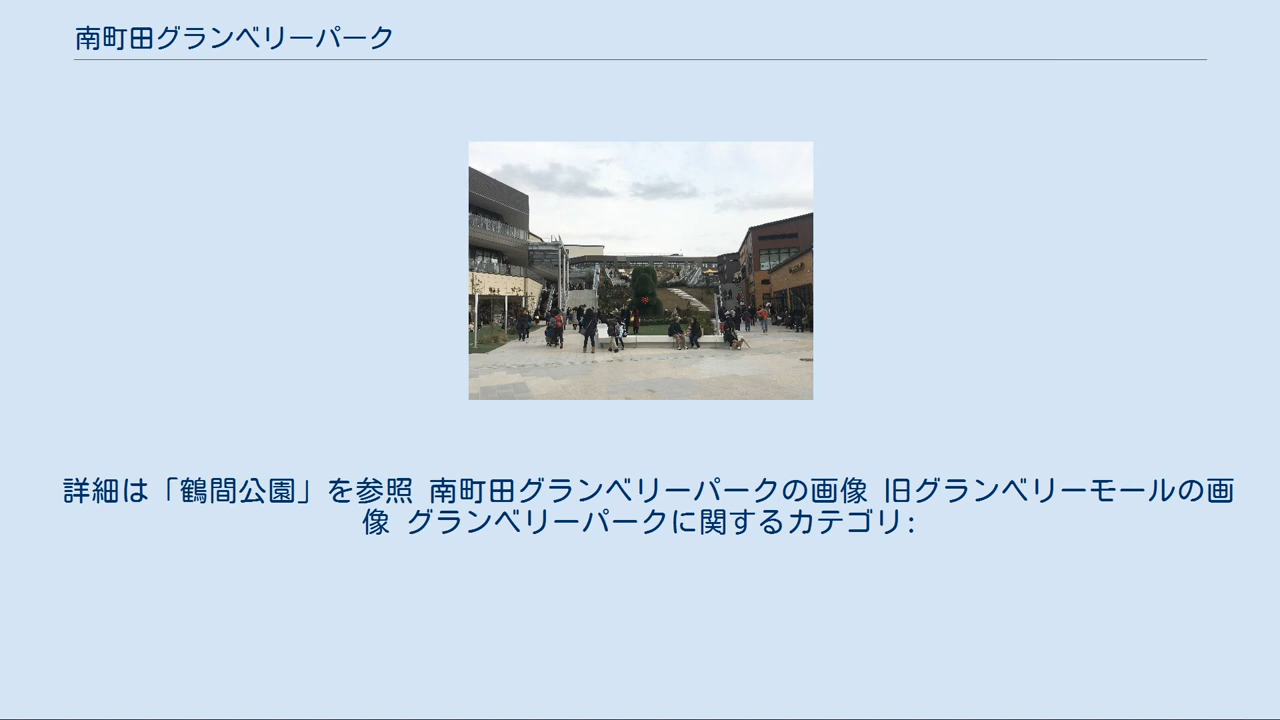 南町田グランベリーパーク
詳細は「鶴間公園」を参照 南町田グランベリーパークの画像 旧グランベリーモールの画
像 グランベリーパークに関するカテゴリ: